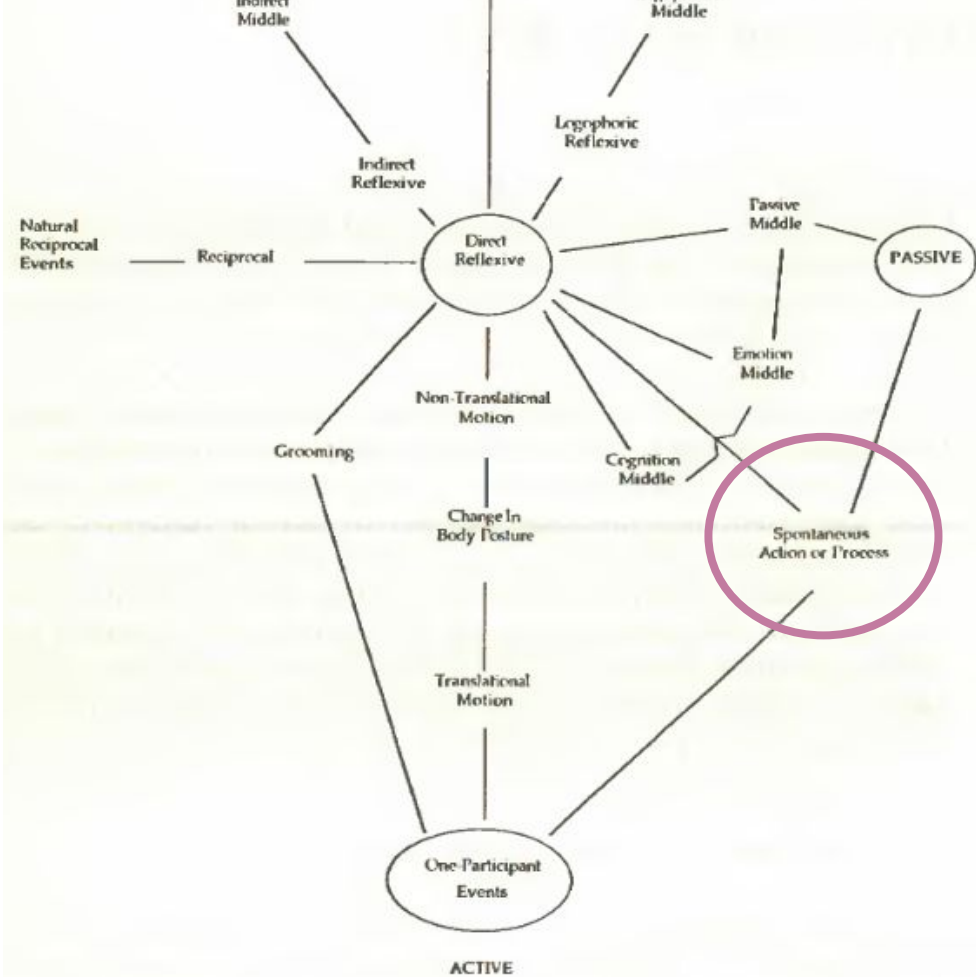 Middle
Middle
Logophoric
Reflexive
Indirect
Reflexive
Passive
Middle
Natural
Reciprocal
Events
Reciprocal
Direct
Reflexive
PASSIVE
Emotion
Middle
Non-Translational
Motion
Grooming
Cognition
Middle
Change In
Body Posture
Spontaneous
Action or Process
Translational
Motion
One-Participant
Events
ACTIVE